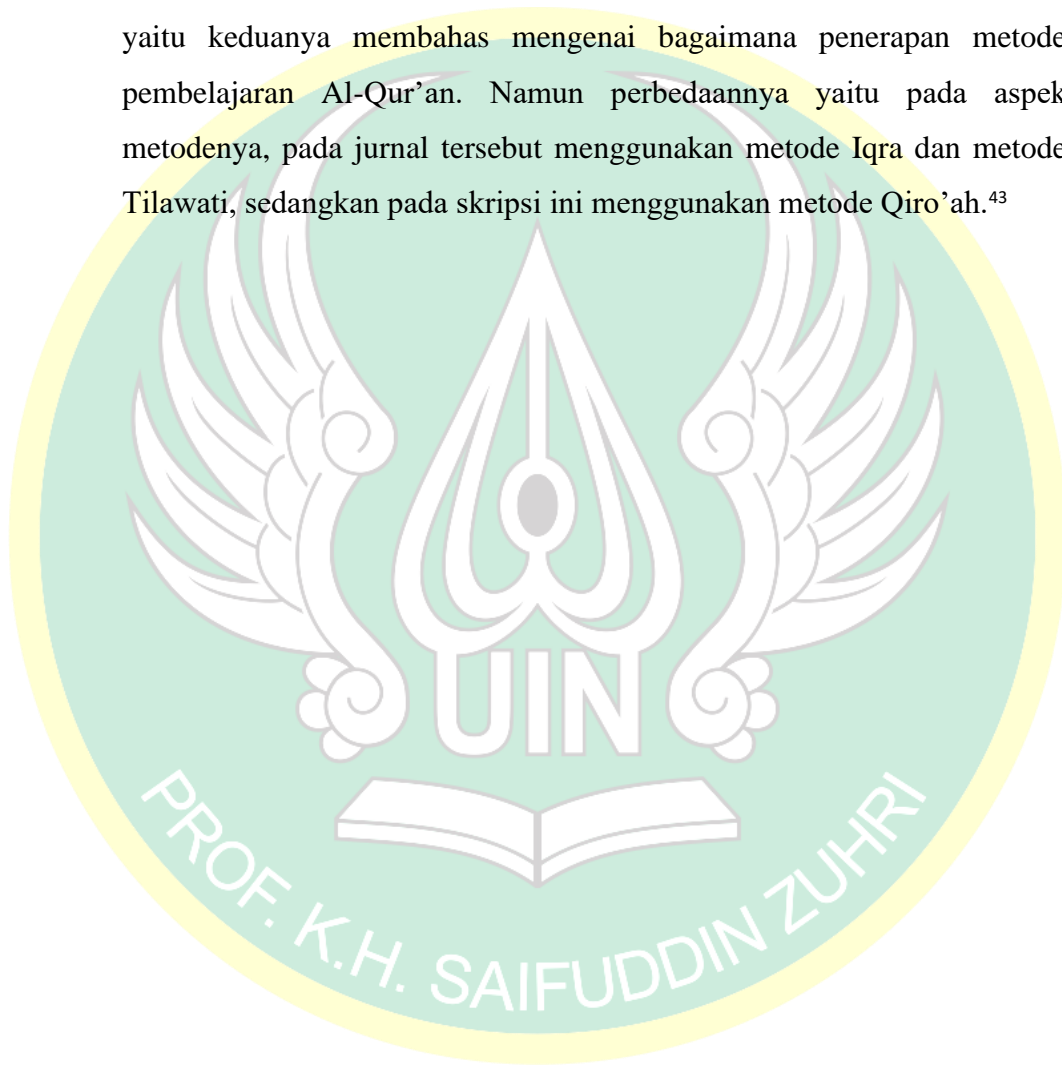 yaitu keduanya membahas mengenai bagaimana penerapan metode
pembelajaran Al-Qur’an. Namun perbedaannya yaitu pada aspek
metodenya, pada jurnal tersebut menggunakan metode Iqra dan metode
Tilawati, sedangkan pada skripsi ini menggunakan metode Qiro’ah.⁴³
UIN
PROF. K.H. SAIFUDDIN ZUHRI